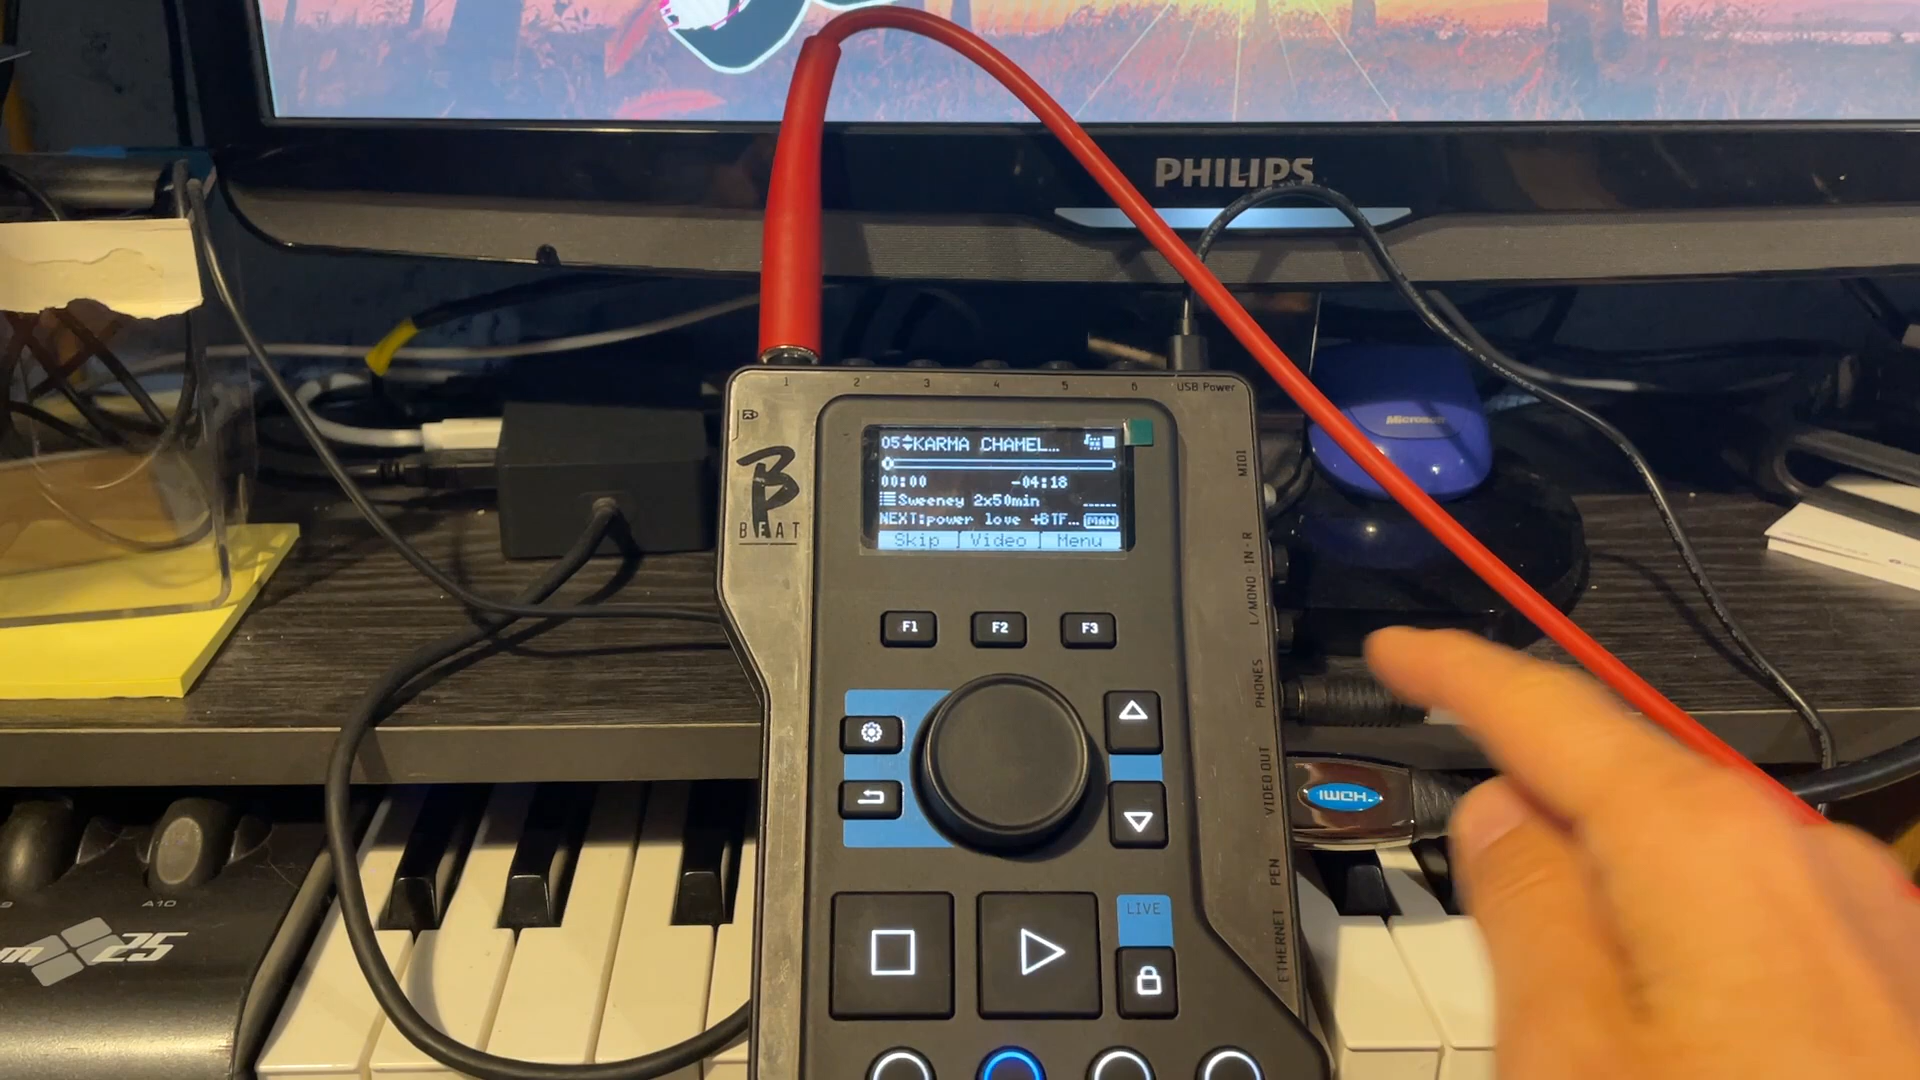 PHILIPS
1 2 3 4 5 6 USB Power
Microsoft
BEAT
05 KARMA CHAMEL...
00:00 -04:18
Sweeney 2x50min ------
NEXT:power love +BTF... MAN
Skip Video Menu
MIDI
L/MONO - IN - R
PHONES
VIDEO OUT
PEN
ETHERNET
F1 F2 F3
HDMI
LIVE
A10
25